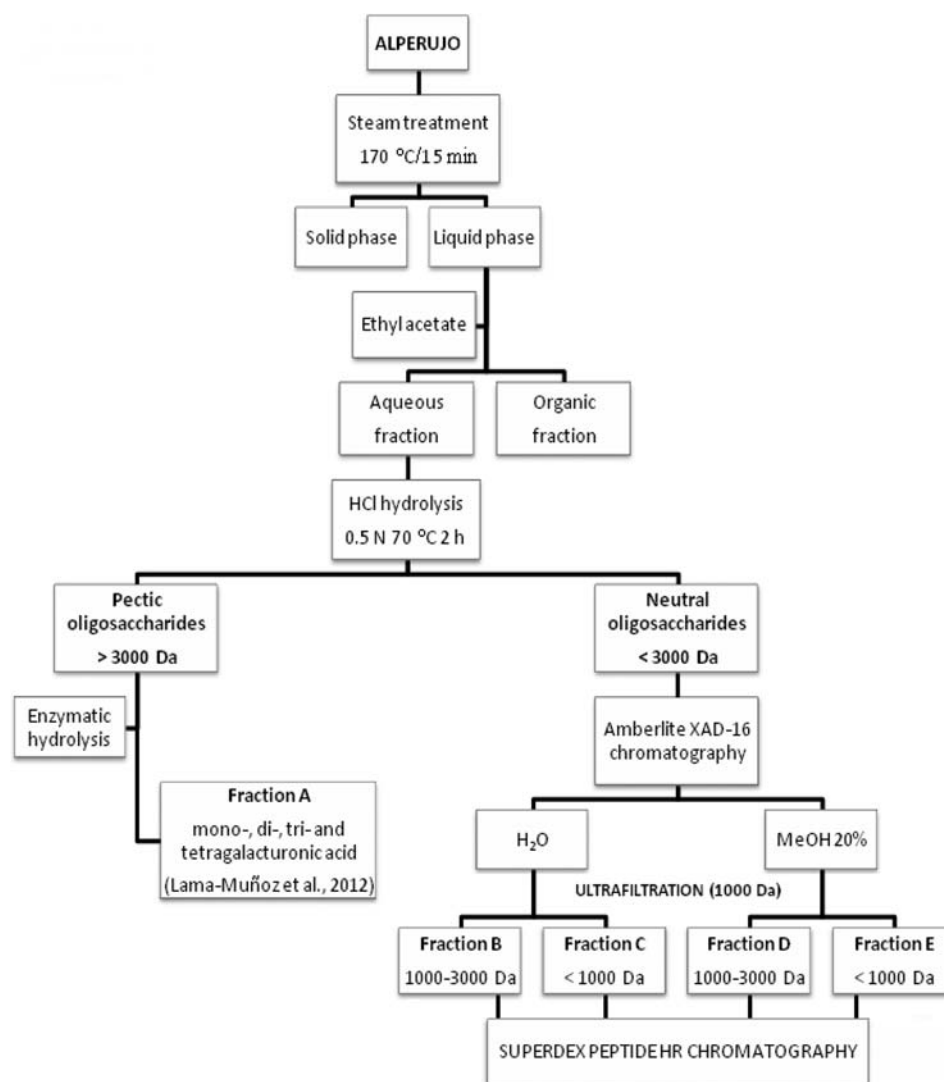 ALPERUJO
Steam treatment
170 °C/15 min
Solid phase
Liquid phase
Ethyl acetate
Aqueous
fraction
Organic
fraction
HCl hydrolysis
0.5 N 70 °C 2 h
Pectic
oligosaccharides
> 3000 Da
Neutral
oligosaccharides
< 3000 Da
Enzymatic
hydrolysis
Amberlite XAD-16
chromatography
Fraction A
mono-, di-, tri- and
tetragalacturonic acid
(Lama-Muñoz et al., 2012)
H₂O
MeOH 20%
ULTRAFILTRATION (1000 Da)
Fraction B
1000-3000 Da
Fraction C
< 1000 Da
Fraction D
1000-3000 Da
Fraction E
< 1000 Da
SUPERDEX PEPTIDE HR CHROMATOGRAPHY